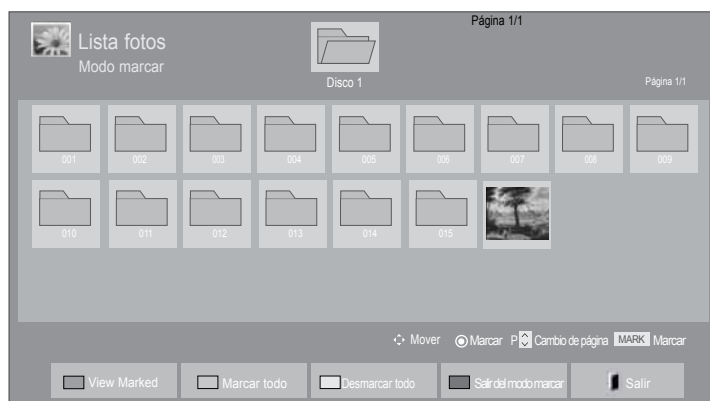 Página 1/1
Lista fotos
Modo marcar
Disco 1
Página 1/1
001 002 003 004 005 006 007 008 009
010 011 012 013 014 015
Mover Marcar P Cambio de página MARK Marcar
View Marked Marcar todo Desmarcar todo Salir del modo marcar Salir